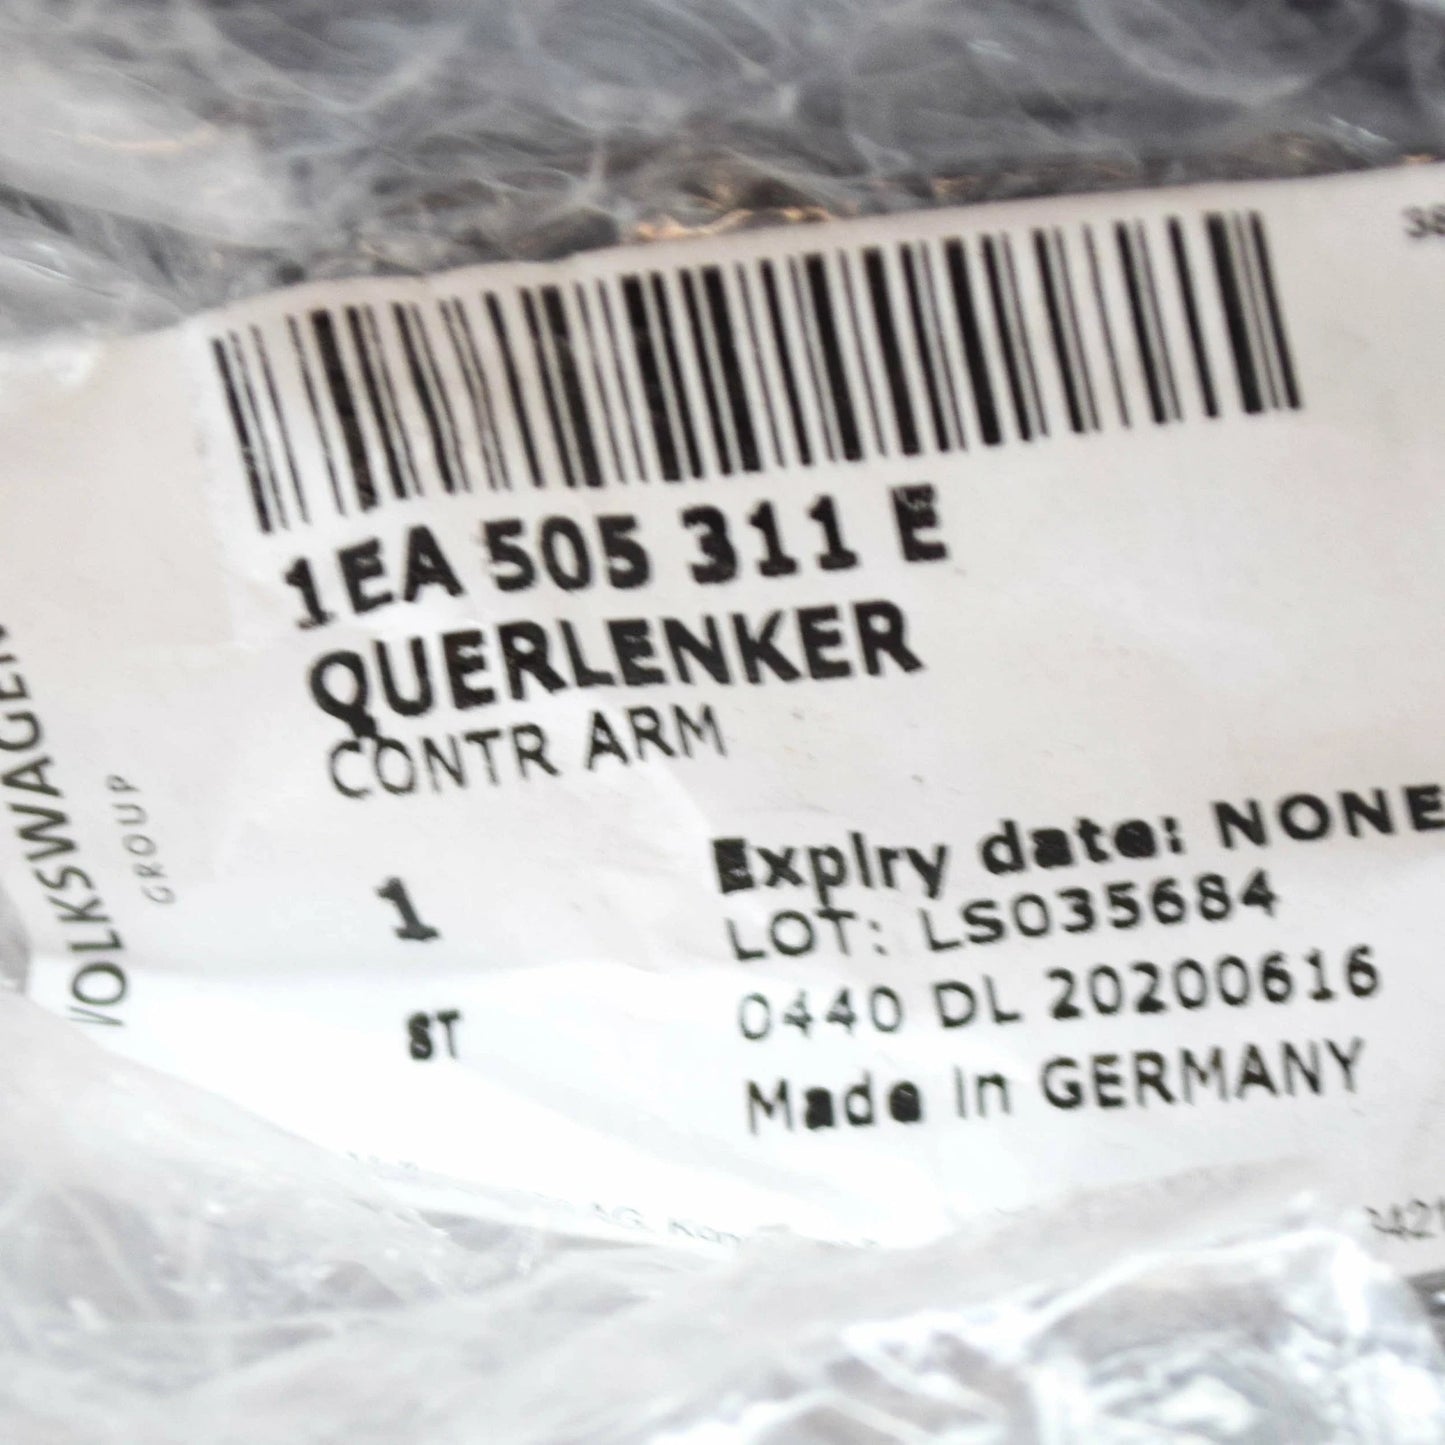 1EA 505 311 E
QUERLENKER
CONTR ARM
VOLKSWAGEN
GROUP
1
ST
Expiry date: NONE
LOT: LS035684
0440 DL 20200616
Made in GERMANY
AG,